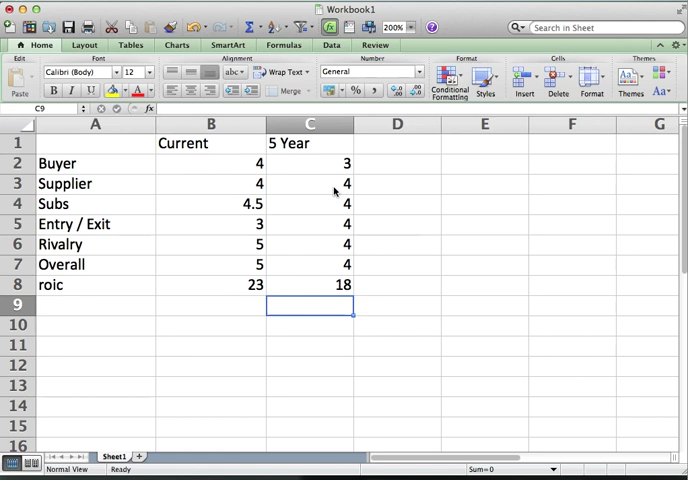 Workbook1
200%
Search in Sheet
Home Layout Tables Charts SmartArt Formulas Data Review
Edit Font Alignment Number Format Cells Themes
Paste Calibri (Body) 12 abc Wrap Text General
B I U A Merge % Conditional Formatting Styles Insert Delete Format Themes Aa
C9 fx
A B C D E F G
1 Current 5 Year
2 Buyer 4 3
3 Supplier 4 4
4 Subs 4.5 4
5 Entry / Exit 3 4
6 Rivalry 5 4
7 Overall 5 4
8 roic 23 18
9
10
11
12
13
14
15
16
Sheet1
Normal View Ready Sum=0